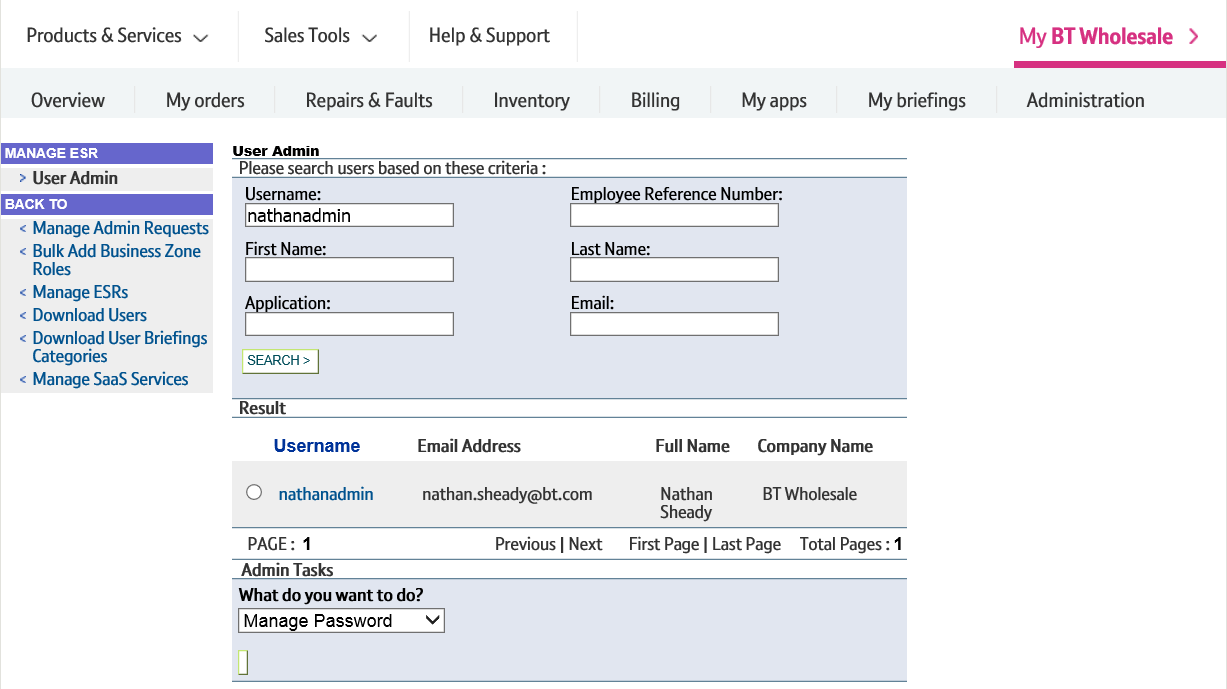 Products & Services
Sales Tools
Help & Support
My BT Wholesale >
Overview
My orders
Repairs & Faults
Inventory
Billing
My apps
My briefings
Administration
MANAGE ESR
> User Admin
BACK TO
< Manage Admin Requests
< Bulk Add Business Zone
Roles
< Manage ESRs
< Download Users
< Download User Briefings
Categories
< Manage SaaS Services
User Admin
Please search users based on these criteria :
Username: Employee Reference Number:
nathanadmin
First Name: Last Name:
Application: Email:
SEARCH >
Result
Username Email Address Full Name Company Name
nathanadmin nathan.sheady@bt.com Nathan BT Wholesale
Sheady
PAGE : 1 Previous | Next First Page | Last Page Total Pages : 1
Admin Tasks
What do you want to do?
Manage Password